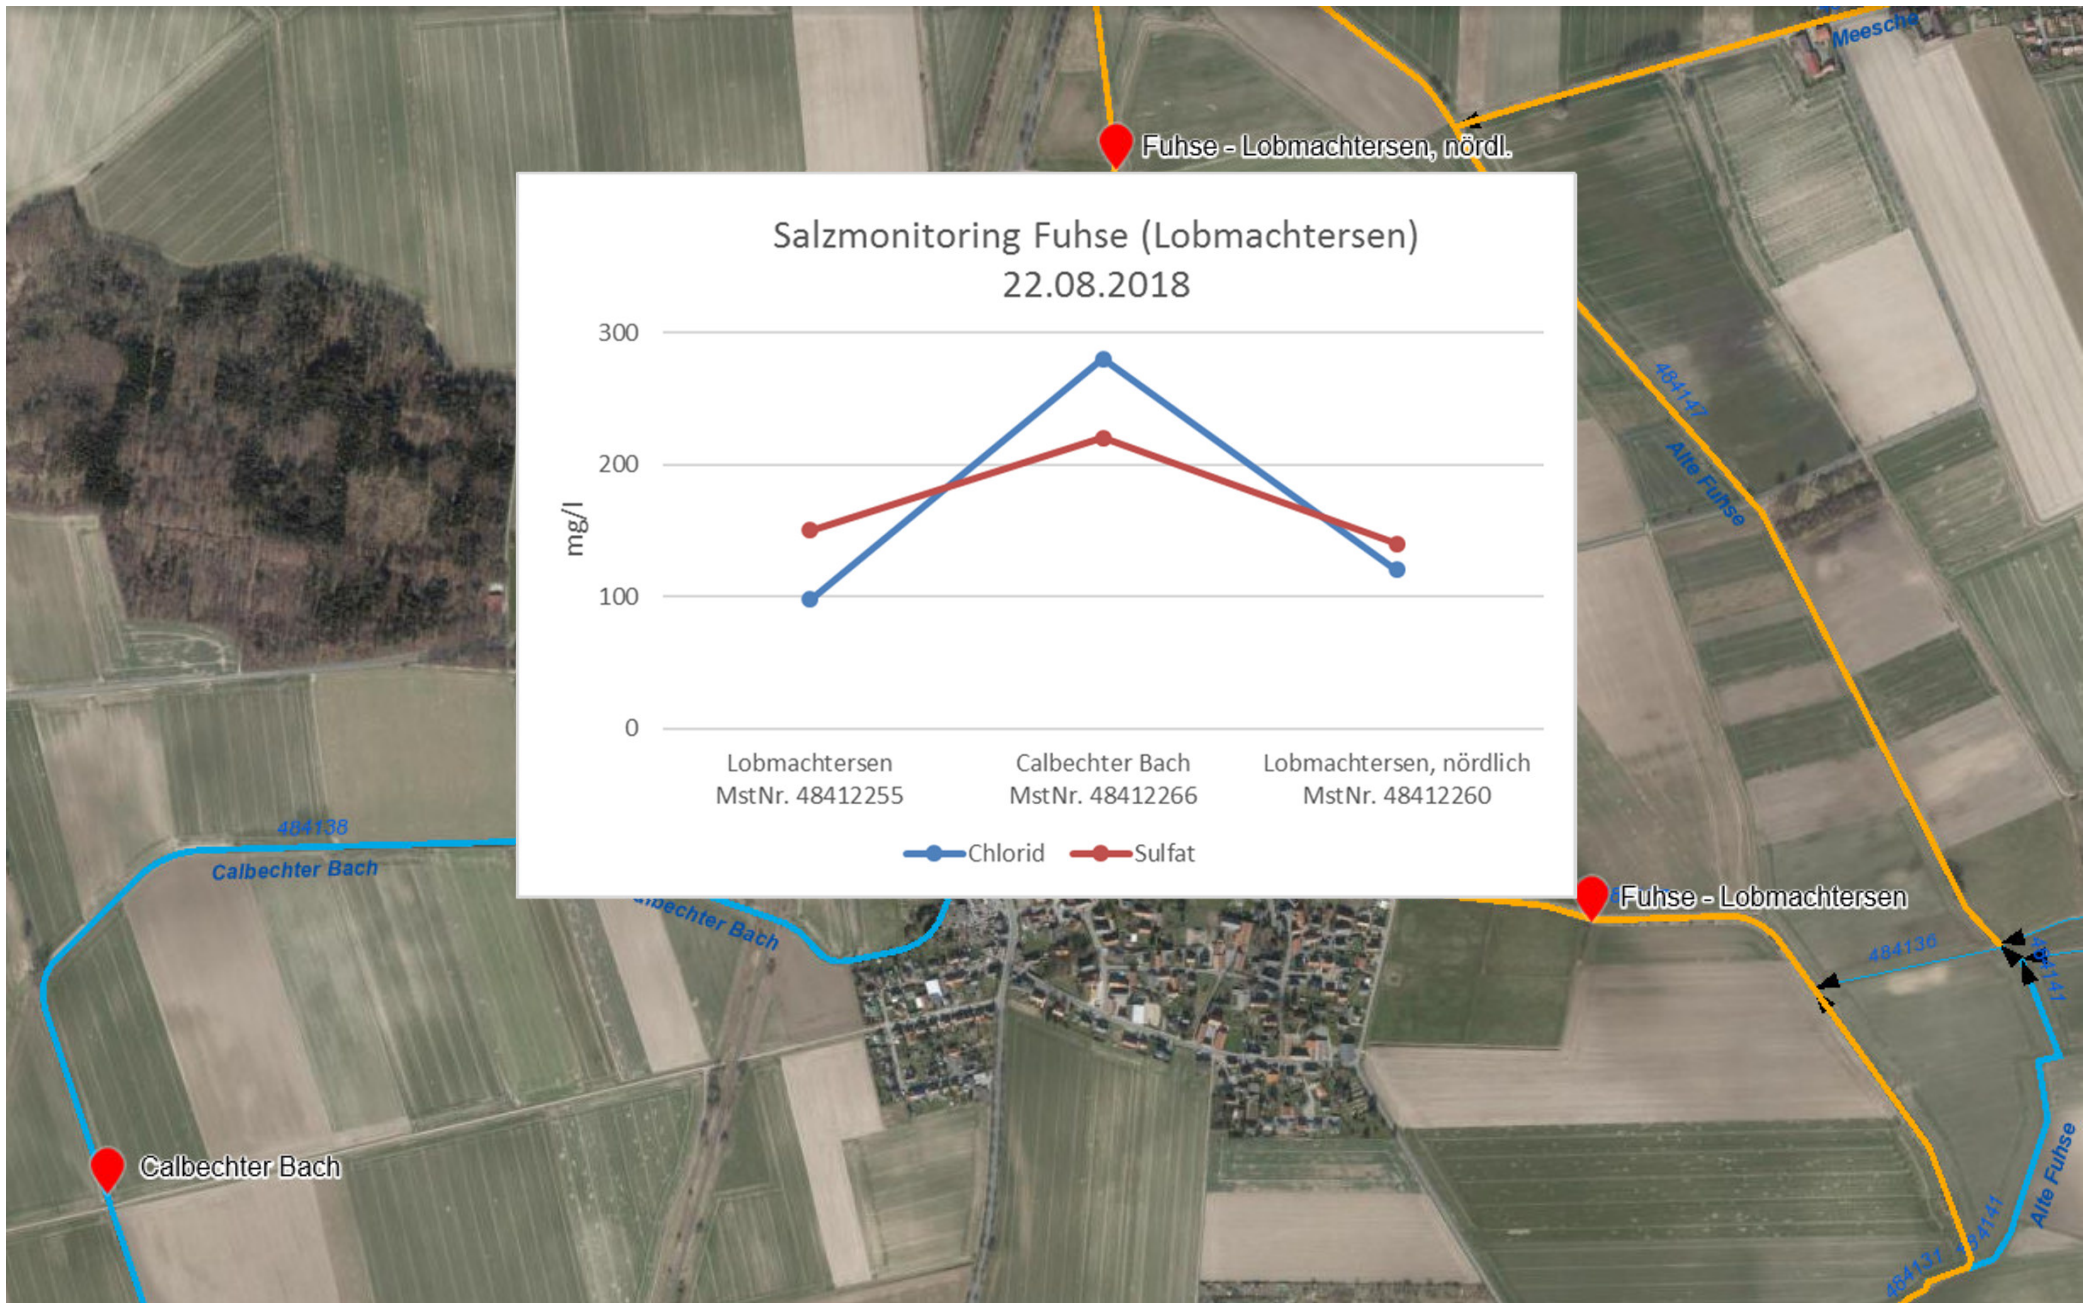 Meesche
Fuhse - Lobmachtersen, nördl.
Salzmonitoring Fuhse (Lobmachtersen)
22.08.2018
300
200
100
0
mg/l
Lobmachtersen
MstNr. 48412255
Calbechter Bach
MstNr. 48412266
Lobmachtersen, nördlich
MstNr. 48412260
Chlorid
Sulfat
484147
Alte Fuhse
484138
Calbechter Bach
Bach
Fuhse - Lobmachtersen
484136
484141
Calbechter Bach
Alte Fuhse
484131